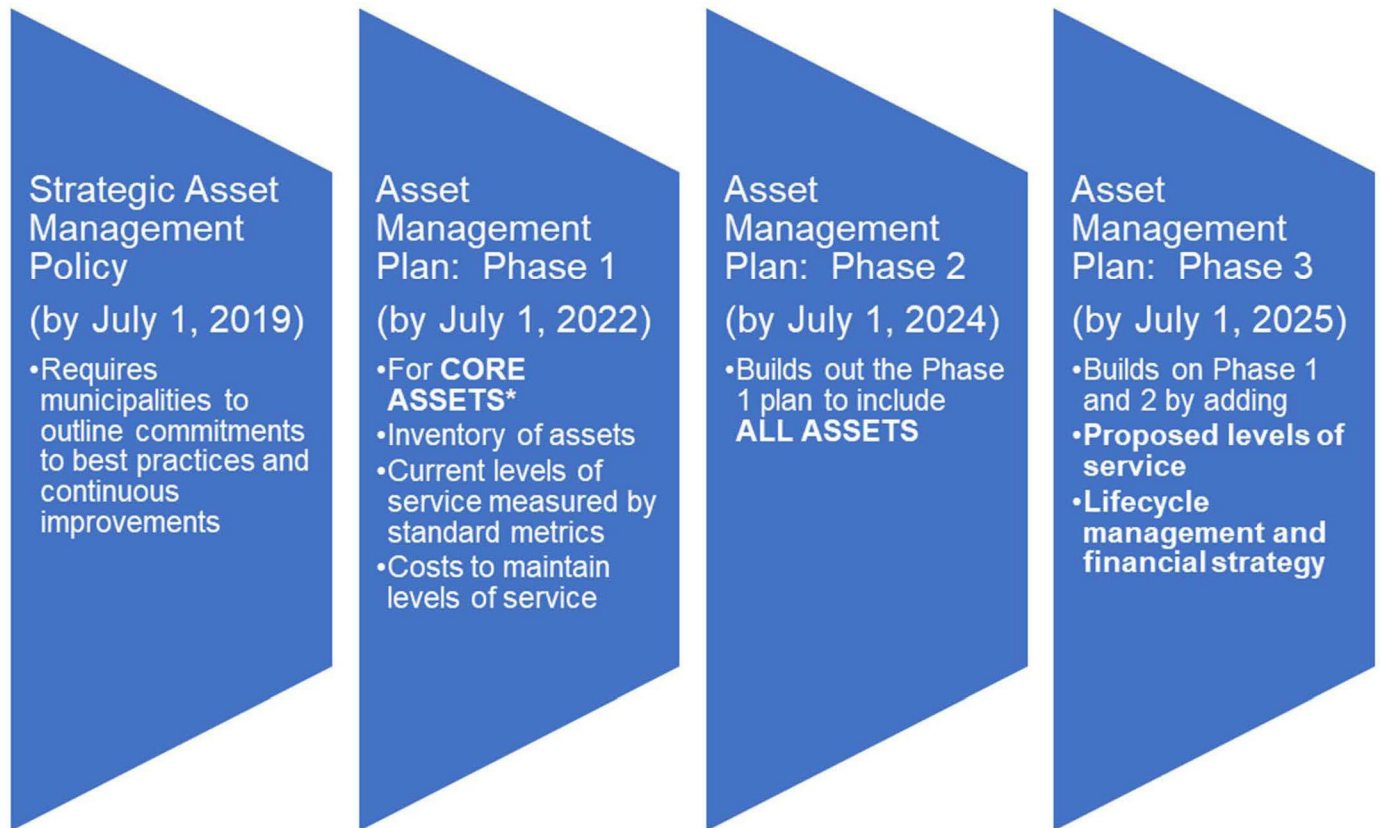 Strategic Asset
Management
Policy
(by July 1, 2019)
•Requires
municipalities to
outline commitments
to best practices and
continuous
improvements
Asset
Management
Plan: Phase 1
(by July 1, 2022)
•For CORE
ASSETS*
•Inventory of assets
•Current levels of
service measured by
standard metrics
•Costs to maintain
levels of service
Asset
Management
Plan: Phase 2
(by July 1, 2024)
•Builds out the Phase
1 plan to include
ALL ASSETS
Asset
Management
Plan: Phase 3
(by July 1, 2025)
•Builds on Phase 1
and 2 by adding
•Proposed levels of
service
•Lifecycle
management and
financial strategy